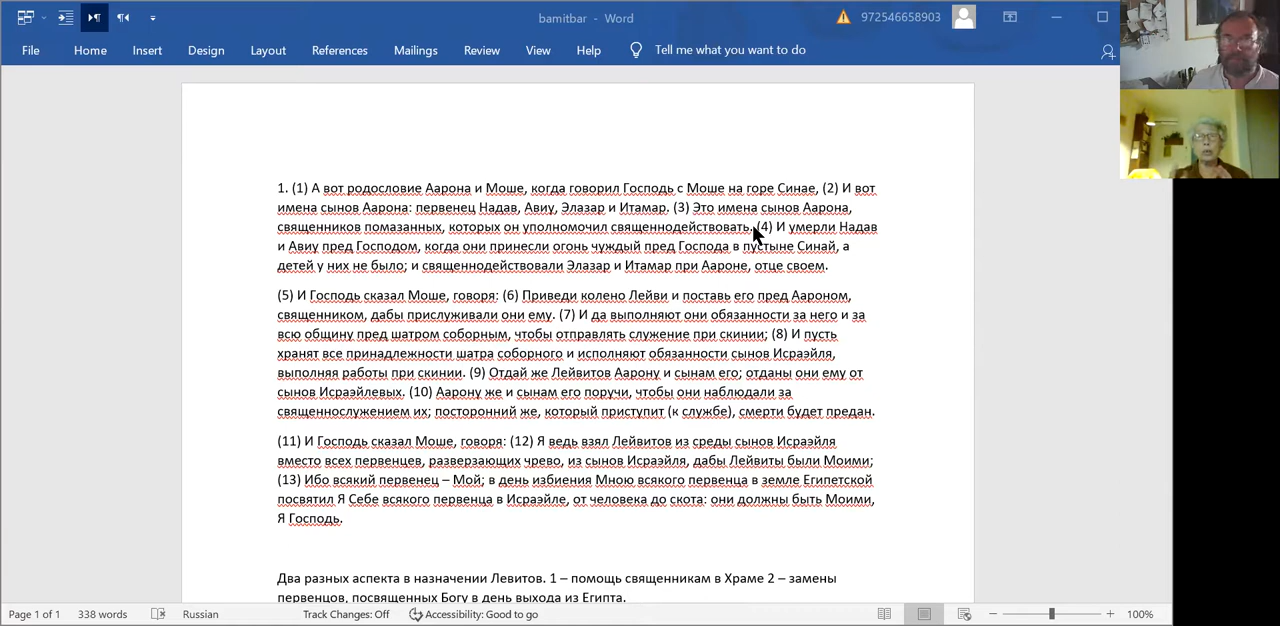 bamitbar - Word
972546658903
File Home Insert Design Layout References Mailings Review View Help Tell me what you want to do
1. (1) А вот родословие Аарона и Моше, когда говорил Господь с Моше на горе Синае, (2) И вот
имена сынов Аарона: первенец Надав, Авиу, Элазар и Итамар. (3) Это имена сынов Аарона,
священников помазанных, которых он уполномочил священнодействовать. (4) И умерли Надав
и Авиу пред Господом, когда они принесли огонь чуждый пред Господа в пустыне Синай, а
детей у них не было; и священнодействовали Элазар и Итамар при Аароне, отце своем.
(5) И Господь сказал Моше, говоря: (6) Приведи колено Лейви и поставь его пред Аароном,
священником, дабы прислуживали они ему. (7) И да выполняют они обязанности за него и за
всю общину пред шатром соборным, чтобы отправлять служение при скинии; (8) И пусть
хранят все принадлежности шатра соборного и исполняют обязанности сынов Исраэйля,
выполняя работы при скинии. (9) Отдай же Лейвитов Аарону и сынам его; отданы они ему от
сынов Исраэйлевых. (10) Аарону же и сынам его поручи, чтобы они наблюдали за
священнослужением их; посторонний же, который приступит (к службе), смерти будет предан.
(11) И Господь сказал Моше, говоря: (12) Я ведь взял Лейвитов из среды сынов Исраэйля
вместо всех первенцев, разверзающих чрево, из сынов Исраэйля, дабы Лейвиты были Моими;
(13) Ибо всякий первенец – Мой; в день избиения Мною всякого первенца в земле Египетской
посвятил Я Себе всякого первенца в Исраэйле, от человека до скота: они должны быть Моими,
Я Господь.
Два разных аспекта в назначении Левитов. 1 – помощь священникам в Храме 2 – замены
первенцов, посвященных Богу в день выхода из Египта.
Page 1 of 1 338 words Russian Track Changes: Off Accessibility: Good to go 100%